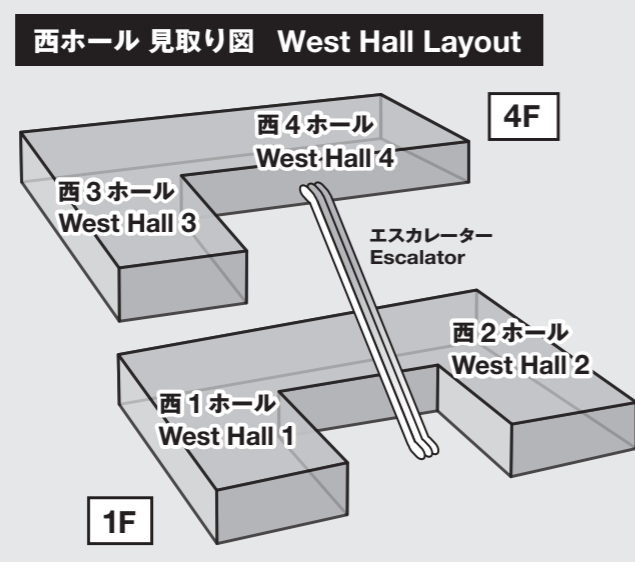 西ホール 見取り図 West Hall Layout
4F
西4ホール
West Hall 4
西3ホール
West Hall 3
エスカレーター
Escalator
西2ホール
West Hall 2
西1ホール
West Hall 1
1F